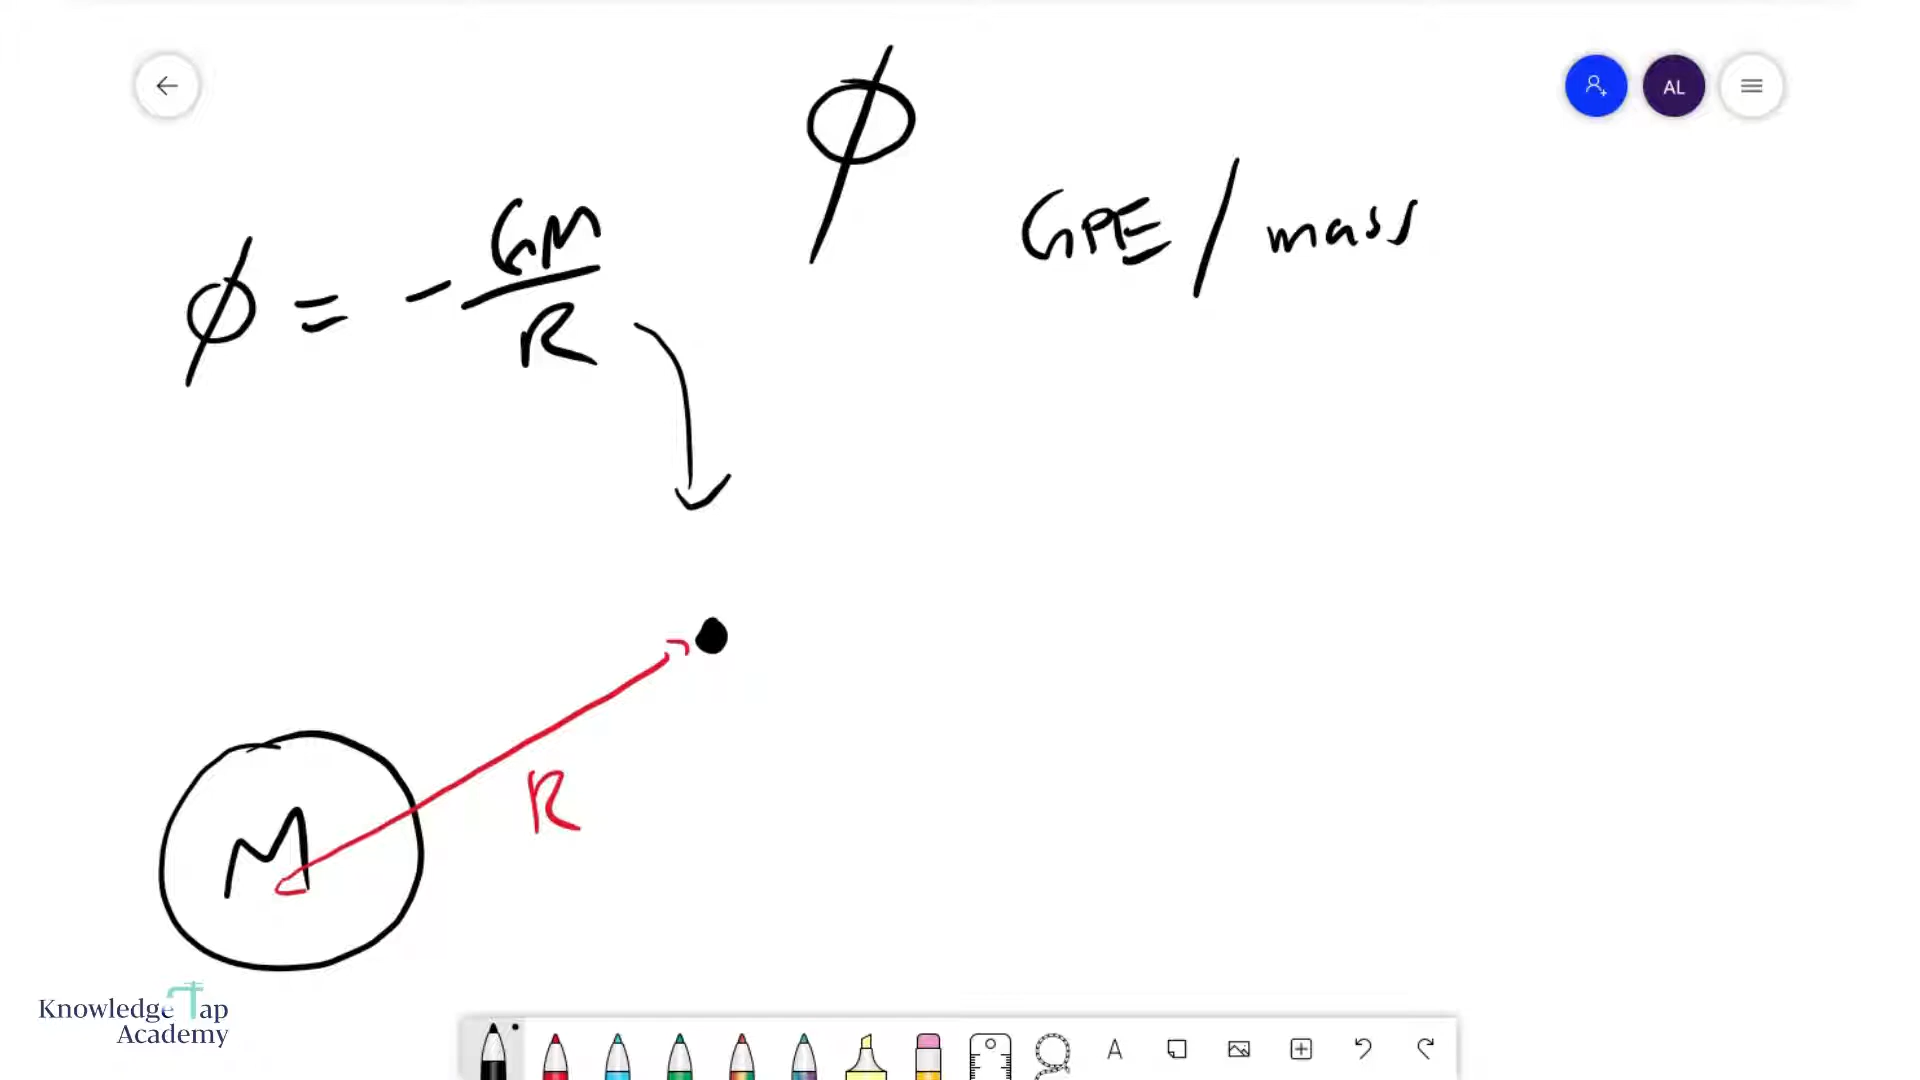 ϕ
AL
GPE / mass
ϕ = - GM / R
R
M
Knowledge Tap
Academy
A